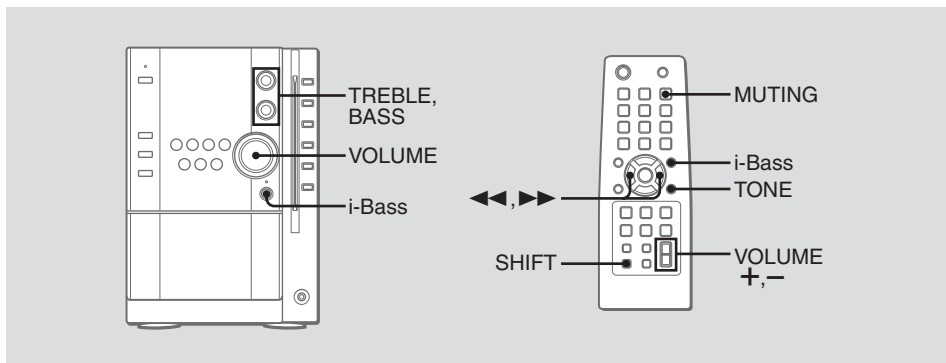 TREBLE,
BASS
VOLUME
i-Bass
MUTING
i-Bass
TONE
◀◀,▶▶
SHIFT
VOLUME
+,−